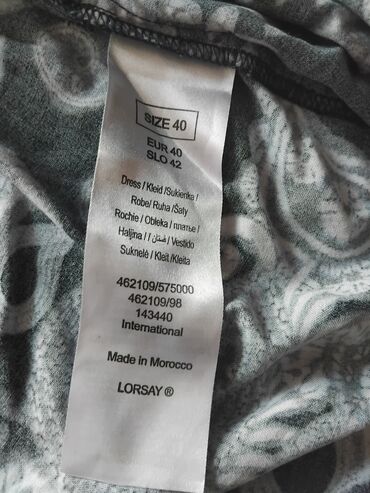 SIZE 40
EUR 40
SLO 42
Dress / Kleid /Sukienka /
Robe/ Ruha /Šaty
Rochie / Obleka / платье /
Haljina / فستان / Vestido
Suknelė / Kleit /Kleita
462109/575000
462109/98
143440
International
Made in Morocco
LORSAY ®